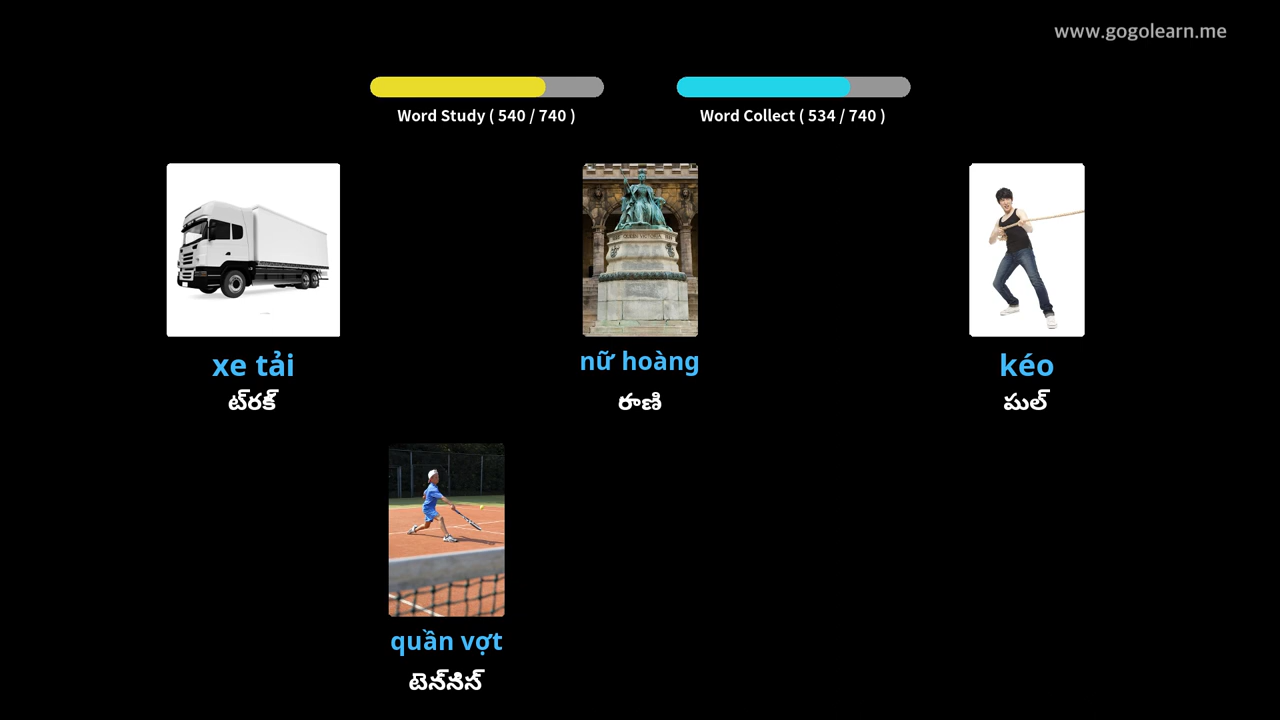 www.gogolearn.me
Word Study ( 540 / 740 )
Word Collect ( 534 / 740 )
xe tải
ట్‌రక్
nữ hoàng
రాణి
kéo
పుల్
quần vợt
టెన్‌నిస్